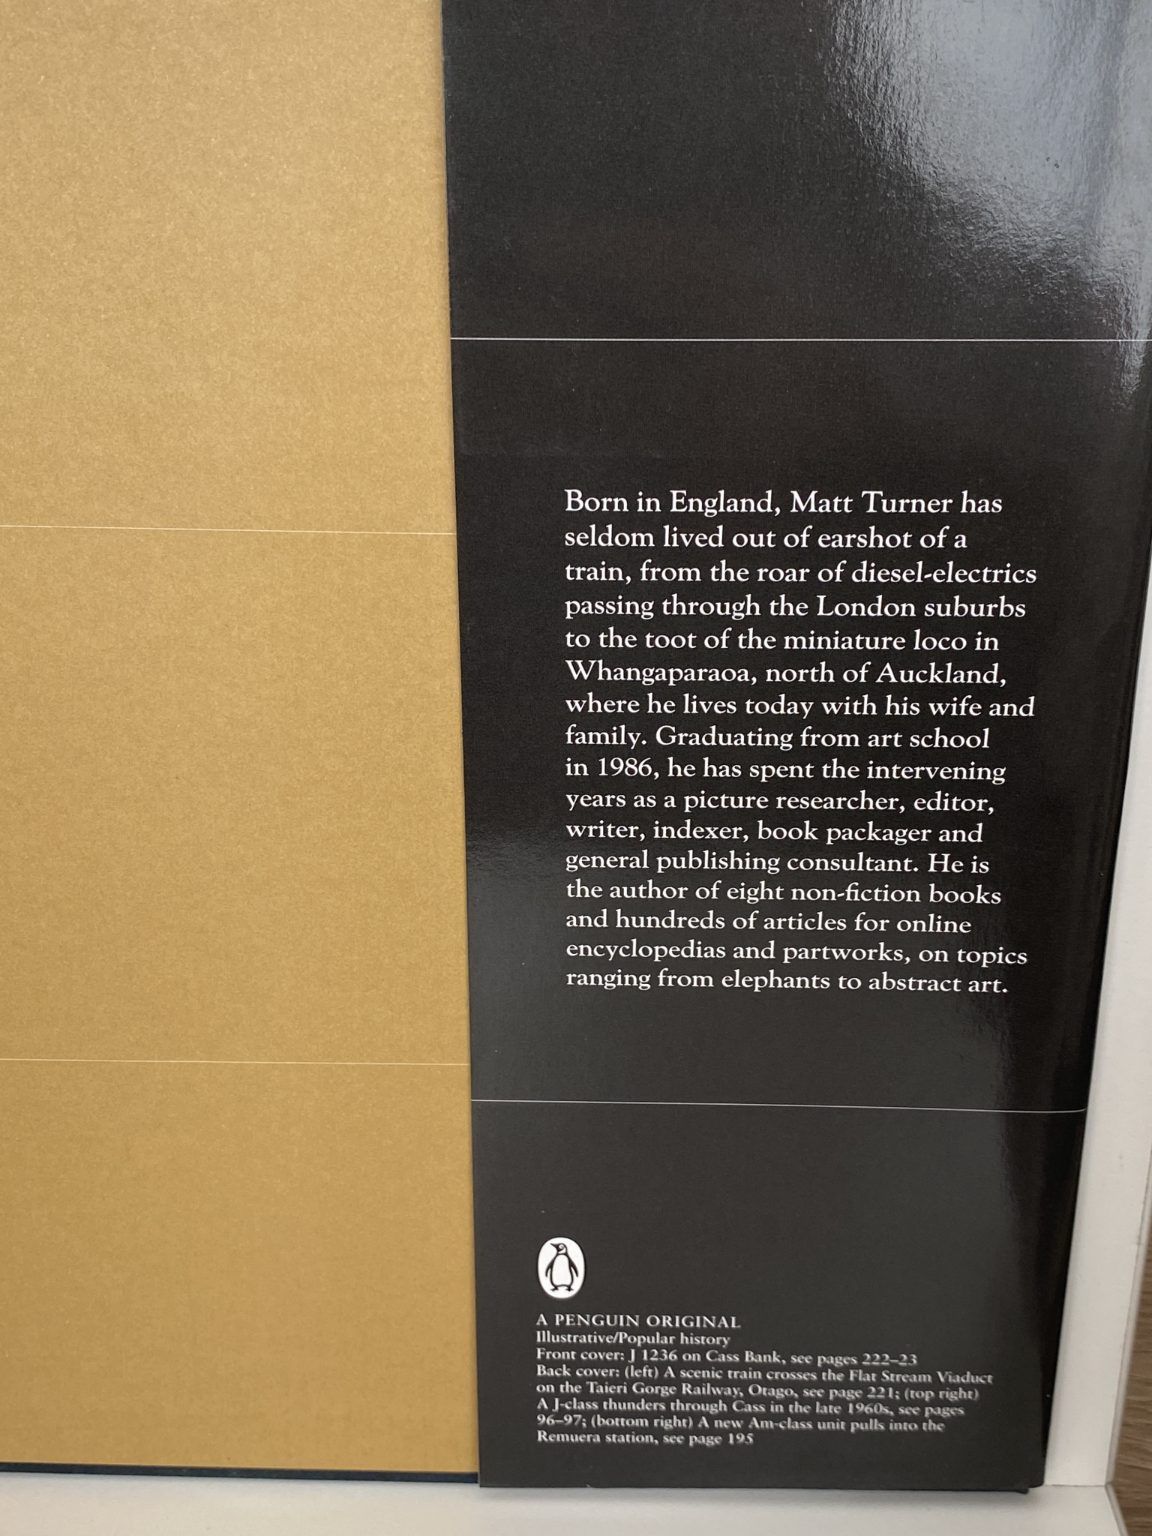 Born in England, Matt Turner has
seldom lived out of earshot of a
train, from the roar of diesel-electrics
passing through the London suburbs
to the toot of the miniature loco in
Whangaparaoa, north of Auckland,
where he lives today with his wife and
family. Graduating from art school
in 1986, he has spent the intervening
years as a picture researcher, editor,
writer, indexer, book packager and
general publishing consultant. He is
the author of eight non-fiction books
and hundreds of articles for online
encyclopedias and partworks, on topics
ranging from elephants to abstract art.
A PENGUIN ORIGINAL
Illustrative/Popular history
Front cover: J 1236 on Cass Bank, see pages 222–23
Back cover: (left) A scenic train crosses the Flat Stream Viaduct
on the Taieri Gorge Railway, Otago, see page 221; (top right)
A J-class thunders through Cass in the late 1960s, see pages
96–97; (bottom right) A new Am-class unit pulls into the
Remuera station, see page 195